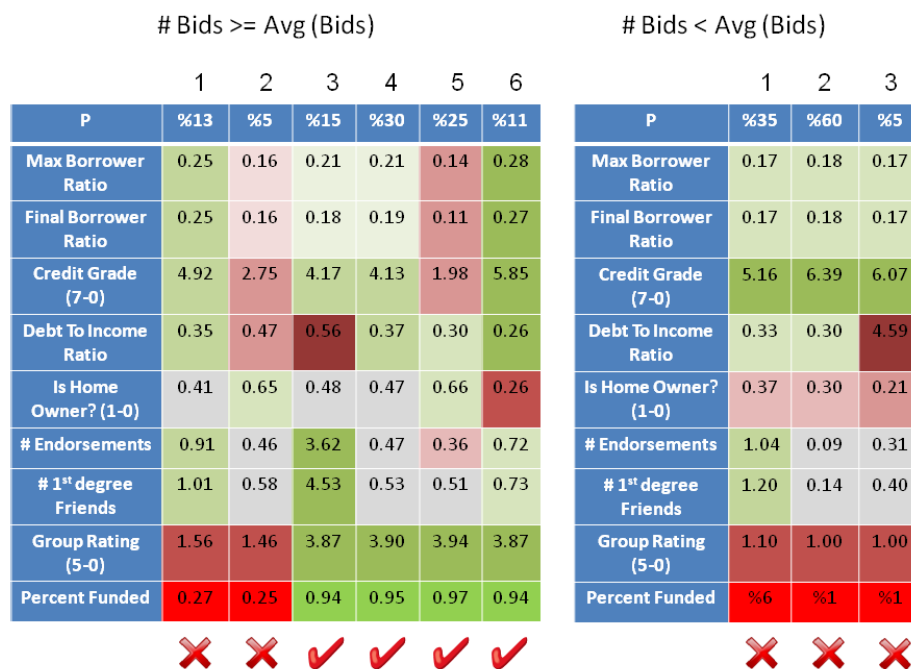 # Bids >= Avg (Bids)
1 2 3 4 5 6
P %13 %5 %15 %30 %25 %11
Max Borrower
Ratio
0.25 0.16 0.21 0.21 0.14 0.28
Final Borrower
Ratio
0.25 0.16 0.18 0.19 0.11 0.27
Credit Grade
(7-0)
4.92 2.75 4.17 4.13 1.98 5.85
Debt To Income
Ratio
0.35 0.47 0.56 0.37 0.30 0.26
Is Home
Owner? (1-0)
0.41 0.65 0.48 0.47 0.66 0.26
# Endorsements 0.91 0.46 3.62 0.47 0.36 0.72
# 1st degree
Friends
1.01 0.58 4.53 0.53 0.51 0.73
Group Rating
(5-0)
1.56 1.46 3.87 3.90 3.94 3.87
Percent Funded 0.27 0.25 0.94 0.95 0.97 0.94
# Bids < Avg (Bids)
1 2 3
P %35 %60 %5
Max Borrower
Ratio
0.17 0.18 0.17
Final Borrower
Ratio
0.17 0.18 0.17
Credit Grade
(7-0)
5.16 6.39 6.07
Debt To Income
Ratio
0.33 0.30 4.59
Is Home Owner?
(1-0)
0.37 0.30 0.21
# Endorsements 1.04 0.09 0.31
# 1st degree
Friends
1.20 0.14 0.40
Group Rating
(5-0)
1.10 1.00 1.00
Percent Funded %6 %1 %1